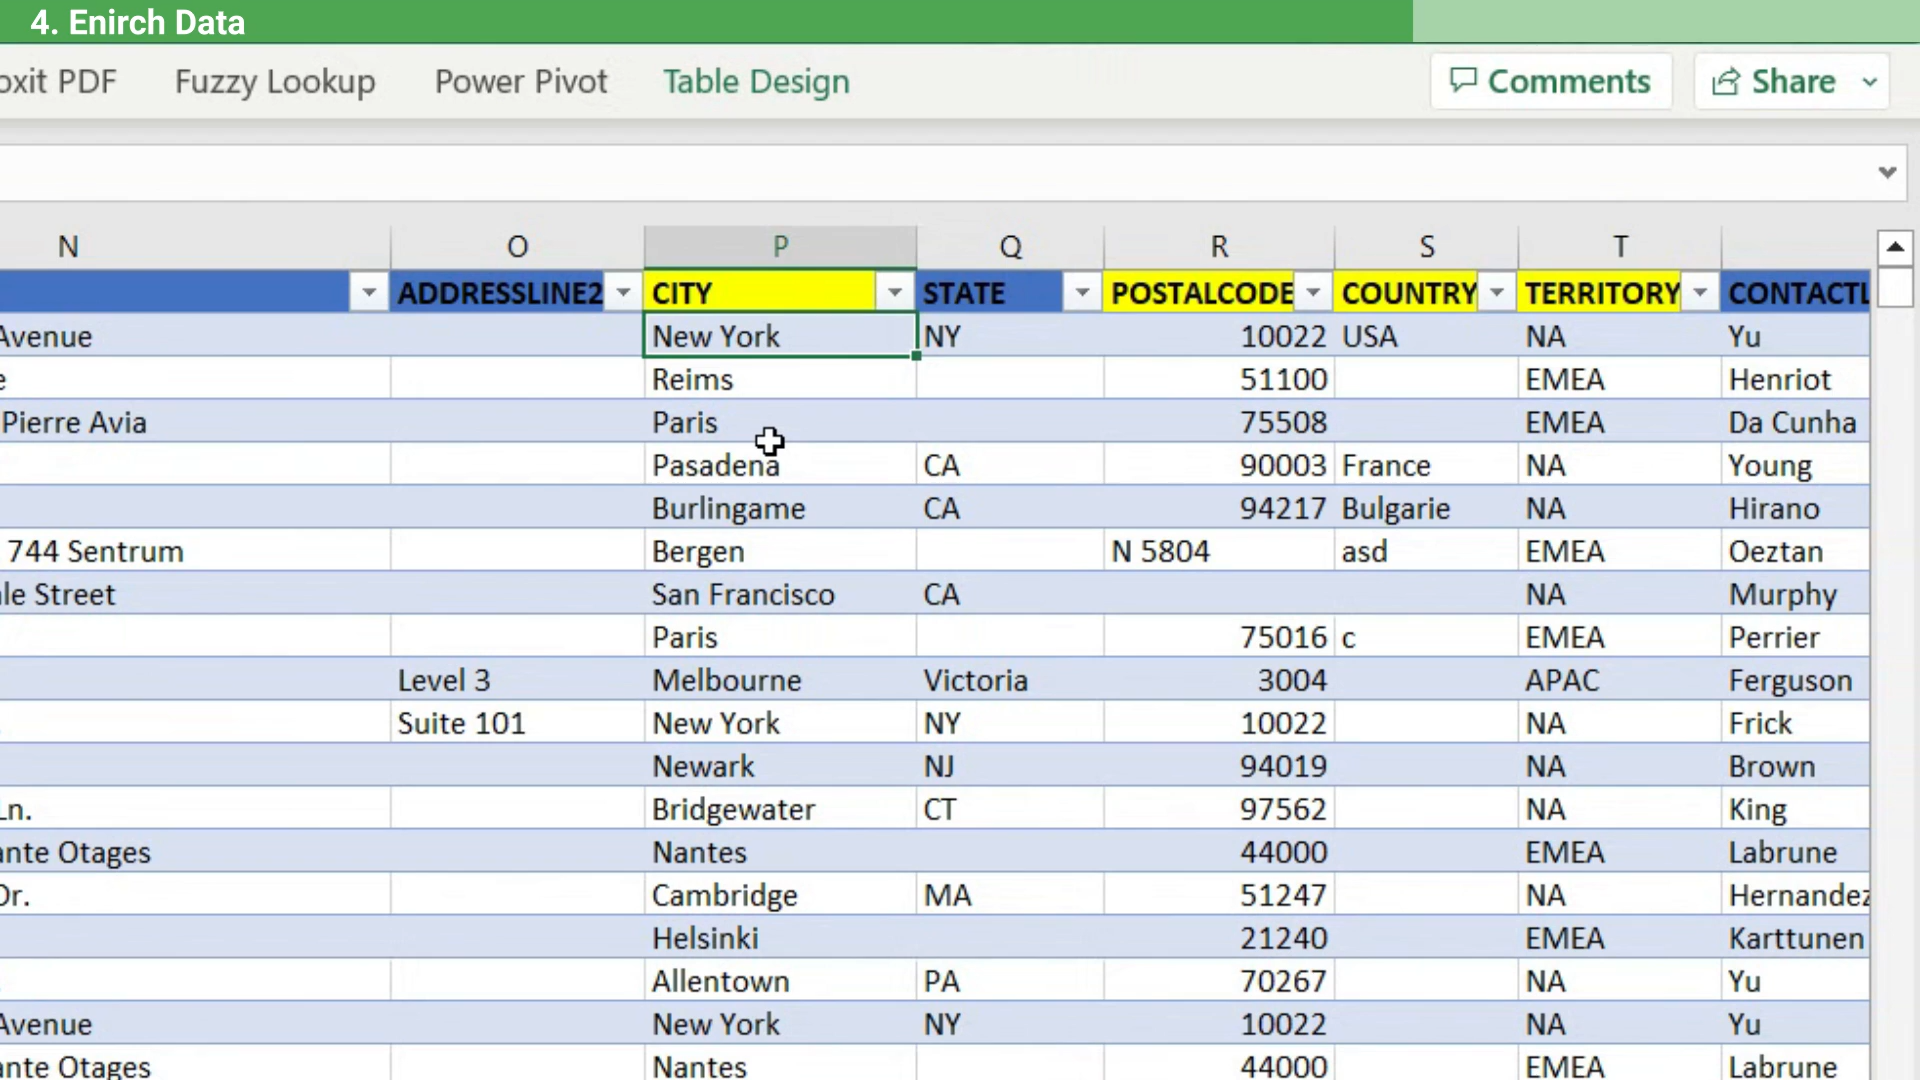 4. Enirch Data
oxit PDF Fuzzy Lookup Power Pivot Table Design Comments Share
N O P Q R S T
ADDRESSLINE2 CITY STATE POSTALCODE COUNTRY TERRITORY CONTACTL
Avenue New York NY 10022 USA NA Yu
e Reims 51100 EMEA Henriot
Pierre Avia Paris 75508 EMEA Da Cunha
Pasadena CA 90003 France NA Young
Burlingame CA 94217 Bulgarie NA Hirano
744 Sentrum Bergen N 5804 asd EMEA Oeztan
le Street San Francisco CA NA Murphy
Paris 75016 c EMEA Perrier
Level 3 Melbourne Victoria 3004 APAC Ferguson
Suite 101 New York NY 10022 NA Frick
Newark NJ 94019 NA Brown
Ln. Bridgewater CT 97562 NA King
ante Otages Nantes 44000 EMEA Labrune
Dr. Cambridge MA 51247 NA Hernandez
Helsinki 21240 EMEA Karttunen
Allentown PA 70267 NA Yu
Avenue New York NY 10022 NA Yu
ante Otages Nantes 44000 EMEA Labrune